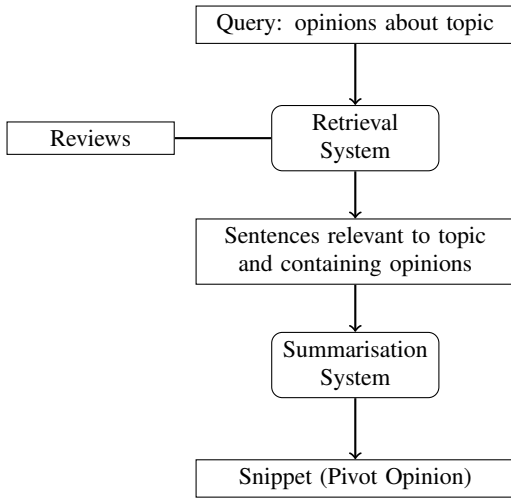 Query: opinions about topic
Reviews
Retrieval
System
Sentences relevant to topic
and containing opinions
Summarisation
System
Snippet (Pivot Opinion)